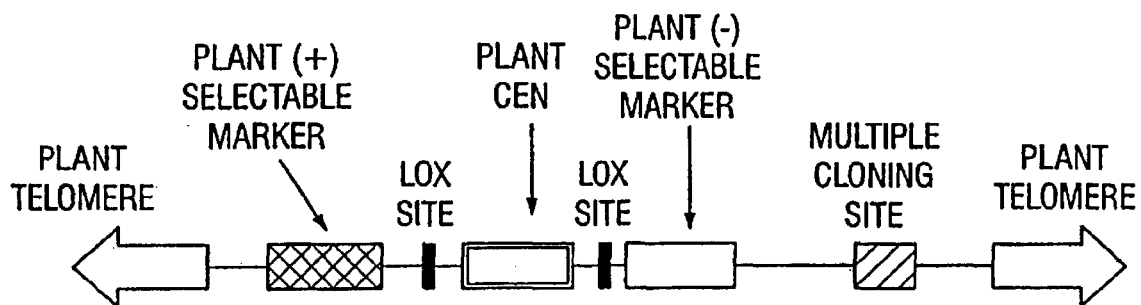 PLANT
TELOMERE
PLANT (+)
SELECTABLE
MARKER
LOX
SITE
PLANT
CEN
LOX
SITE
PLANT (-)
SELECTABLE
MARKER
MULTIPLE
CLONING
SITE
PLANT
TELOMERE